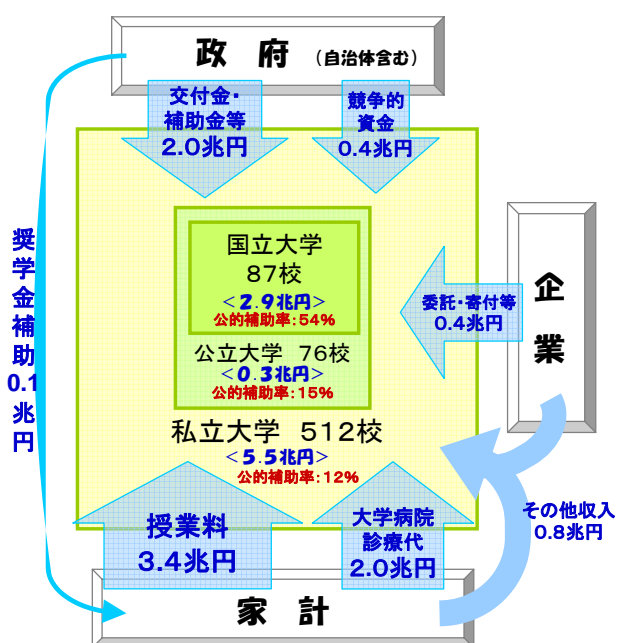 政 府 (自治体含む)
交付金・
補助金等
2.0兆円
競争的
資金
0.4兆円
奨学金補助
0.1
兆円
国立大学
87校
<2.9兆円>
公的補助率:54%
公立大学 76校
<0.3兆円>
公的補助率:15%
私立大学 512校
<5.5兆円>
公的補助率:12%
委託・寄付等
0.4兆円
企業
授業料
3.4兆円
大学病院
診療代
2.0兆円
その他収入
0.8兆円
家 計